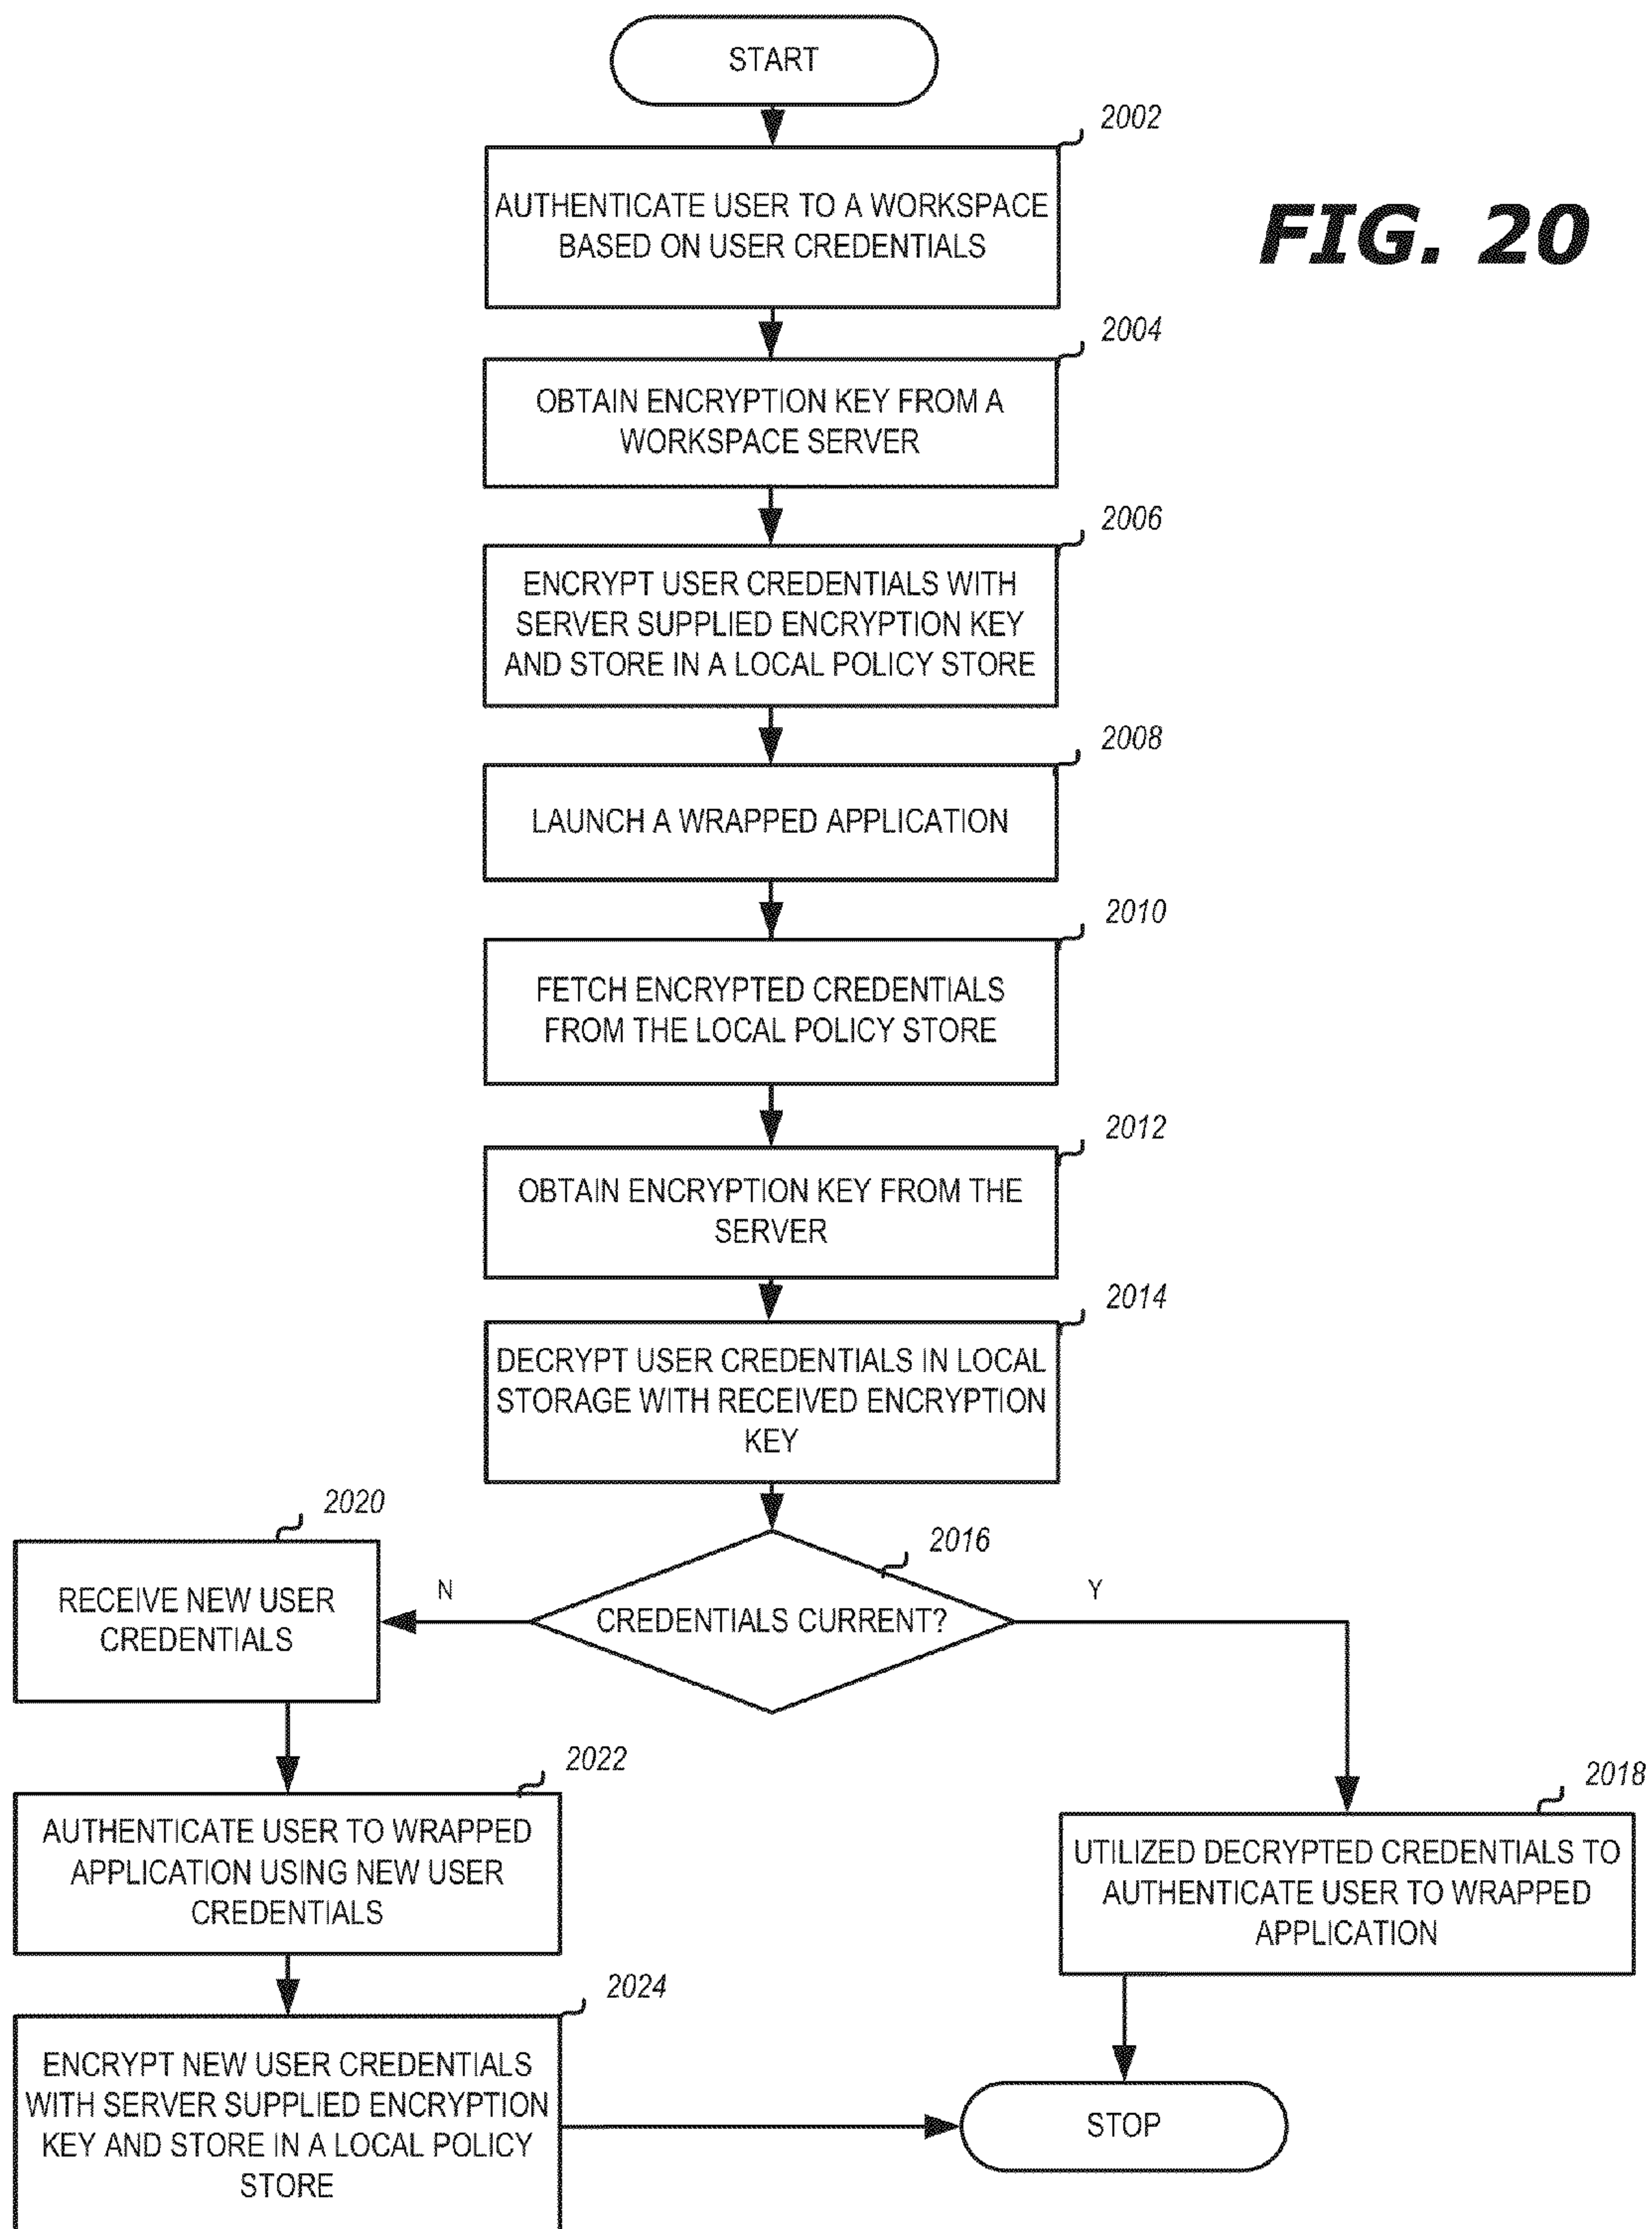 START
2002
AUTHENTICATE USER TO A WORKSPACE
BASED ON USER CREDENTIALS
FIG. 20
2004
OBTAIN ENCRYPTION KEY FROM A
WORKSPACE SERVER
2006
ENCRYPT USER CREDENTIALS WITH
SERVER SUPPLIED ENCRYPTION KEY
AND STORE IN A LOCAL POLICY STORE
2008
LAUNCH A WRAPPED APPLICATION
2010
FETCH ENCRYPTED CREDENTIALS
FROM THE LOCAL POLICY STORE
2012
OBTAIN ENCRYPTION KEY FROM THE
SERVER
2014
DECRYPT USER CREDENTIALS IN LOCAL
STORAGE WITH RECEIVED ENCRYPTION
KEY
2016
CREDENTIALS CURRENT?
N
Y
2020
RECEIVE NEW USER
CREDENTIALS
2022
AUTHENTICATE USER TO WRAPPED
APPLICATION USING NEW USER
CREDENTIALS
2018
UTILIZED DECRYPTED CREDENTIALS TO
AUTHENTICATE USER TO WRAPPED
APPLICATION
2024
ENCRYPT NEW USER CREDENTIALS
WITH SERVER SUPPLIED ENCRYPTION
KEY AND STORE IN A LOCAL POLICY
STORE
STOP